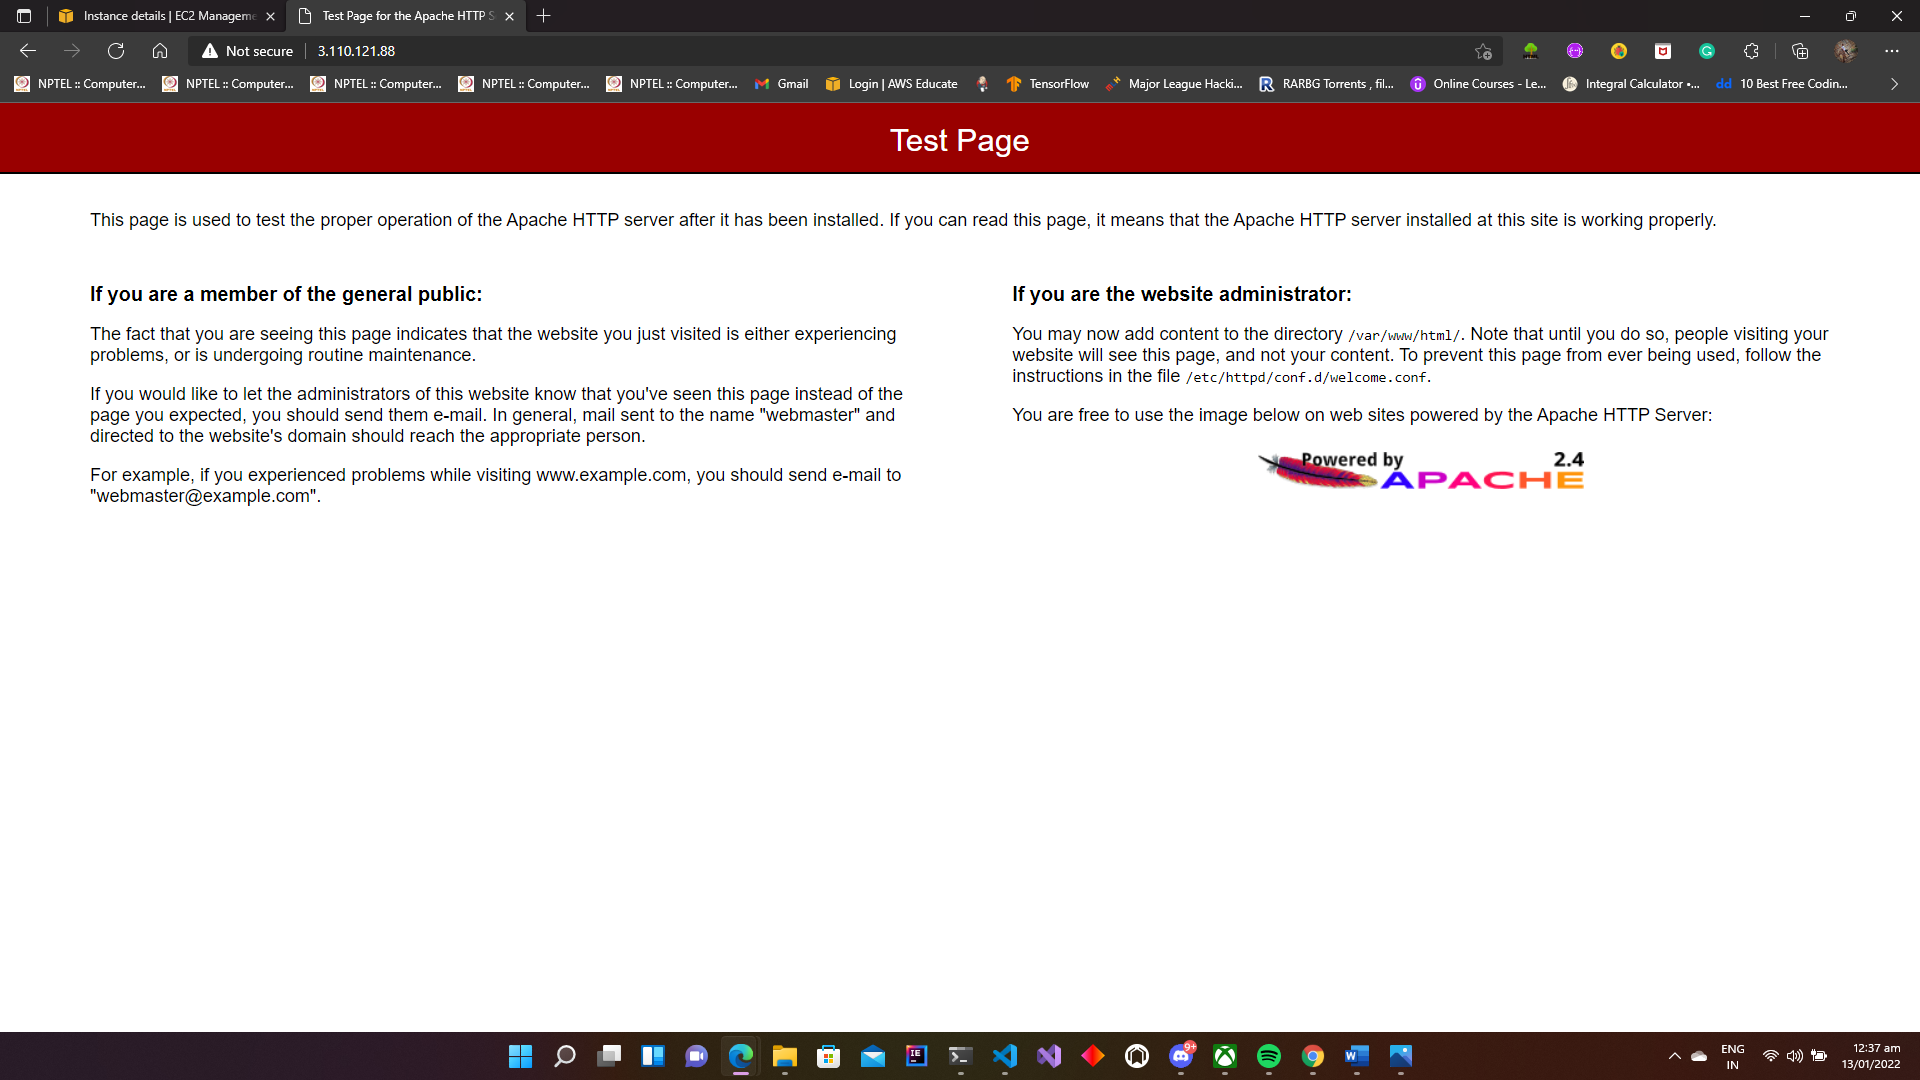 Instance details | EC2 Manageme
Test Page for the Apache HTTP S
Not secure
3.110.121.88
NPTEL :: Computer...
NPTEL :: Computer...
NPTEL :: Computer...
NPTEL :: Computer...
NPTEL :: Computer...
Gmail
Login | AWS Educate
TensorFlow
Major League Hacki...
RARBG Torrents , fil...
Online Courses - Le...
Integral Calculator •...
dd
10 Best Free Codin...
Test Page
This page is used to test the proper operation of the Apache HTTP server after it has been installed. If you can read this page, it means that the Apache HTTP server installed at this site is working properly.
If you are a member of the general public:
The fact that you are seeing this page indicates that the website you just visited is either experiencing
problems, or is undergoing routine maintenance.
If you would like to let the administrators of this website know that you've seen this page instead of the
page you expected, you should send them e-mail. In general, mail sent to the name "webmaster" and
directed to the website's domain should reach the appropriate person.
For example, if you experienced problems while visiting www.example.com, you should send e-mail to
"webmaster@example.com".
If you are the website administrator:
You may now add content to the directory /var/www/html/. Note that until you do so, people visiting your
website will see this page, and not your content. To prevent this page from ever being used, follow the
instructions in the file /etc/httpd/conf.d/welcome.conf.
You are free to use the image below on web sites powered by the Apache HTTP Server:
Powered by 2.4
APACHE
9+
ENG
IN
12:37 am
13/01/2022